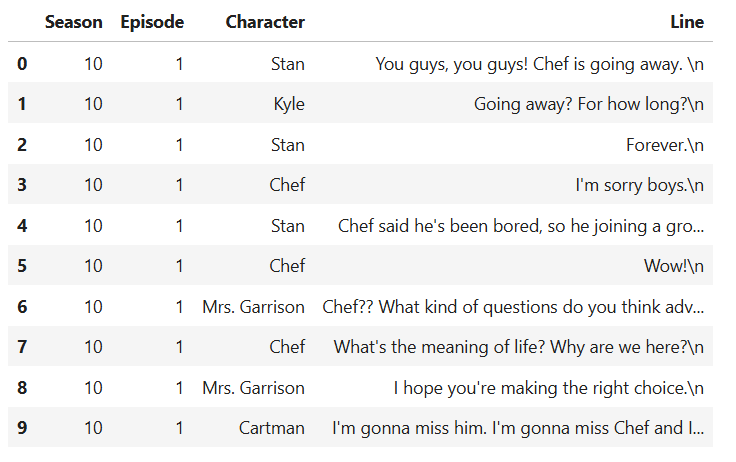 Season Episode Character Line
0 10 1 Stan You guys, you guys! Chef is going away. \n
1 10 1 Kyle Going away? For how long?\n
2 10 1 Stan Forever.\n
3 10 1 Chef I'm sorry boys.\n
4 10 1 Stan Chef said he's been bored, so he joining a gro...
5 10 1 Chef Wow!\n
6 10 1 Mrs. Garrison Chef?? What kind of questions do you think adv...
7 10 1 Chef What's the meaning of life? Why are we here?\n
8 10 1 Mrs. Garrison I hope you're making the right choice.\n
9 10 1 Cartman I'm gonna miss him. I'm gonna miss Chef and I...